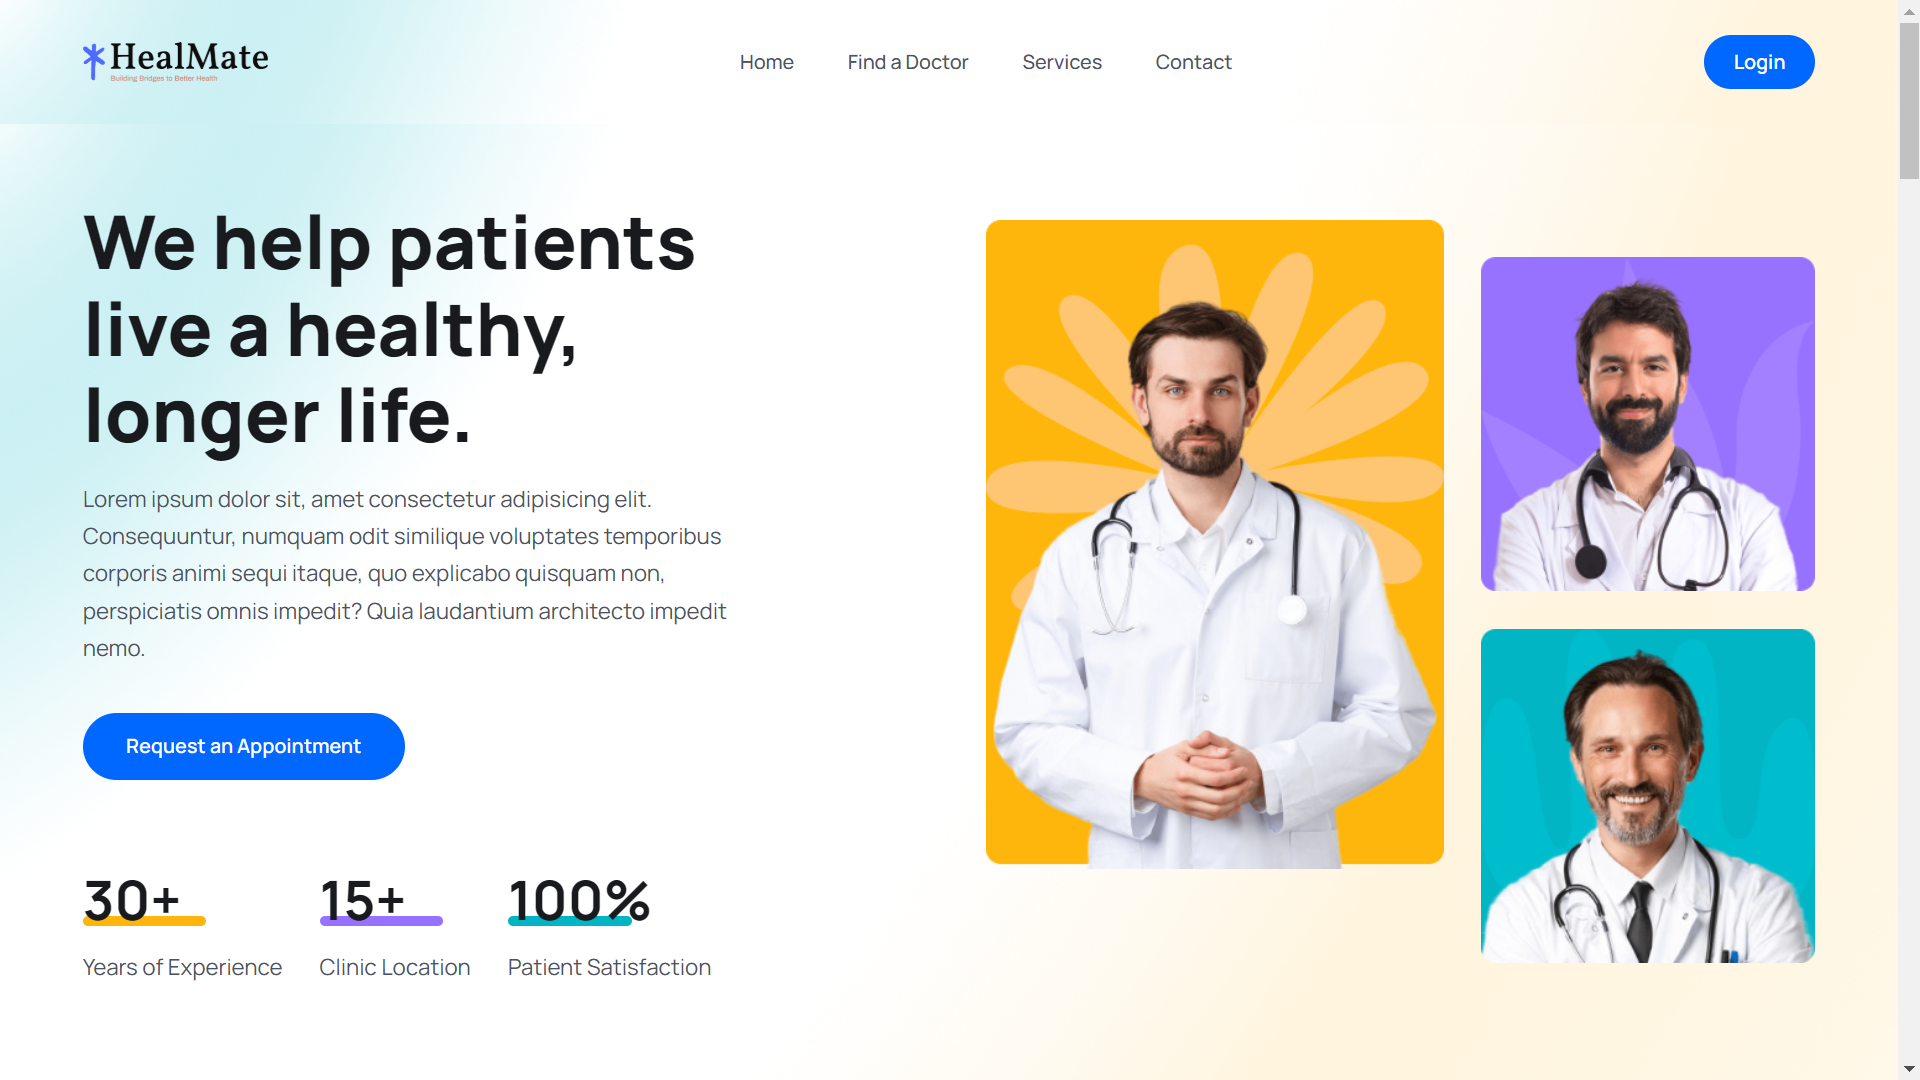 HealMate
Building Bridges to Better Health
Home
Find a Doctor
Services
Contact
Login
We help patients
live a healthy,
longer life.
Lorem ipsum dolor sit, amet consectetur adipisicing elit.
Consequuntur, numquam odit similique voluptates temporibus
corporis animi sequi itaque, quo explicabo quisquam non,
perspiciatis omnis impedit? Quia laudantium architecto impedit
nemo.
Request an Appointment
30+
Years of Experience
15+
Clinic Location
100%
Patient Satisfaction